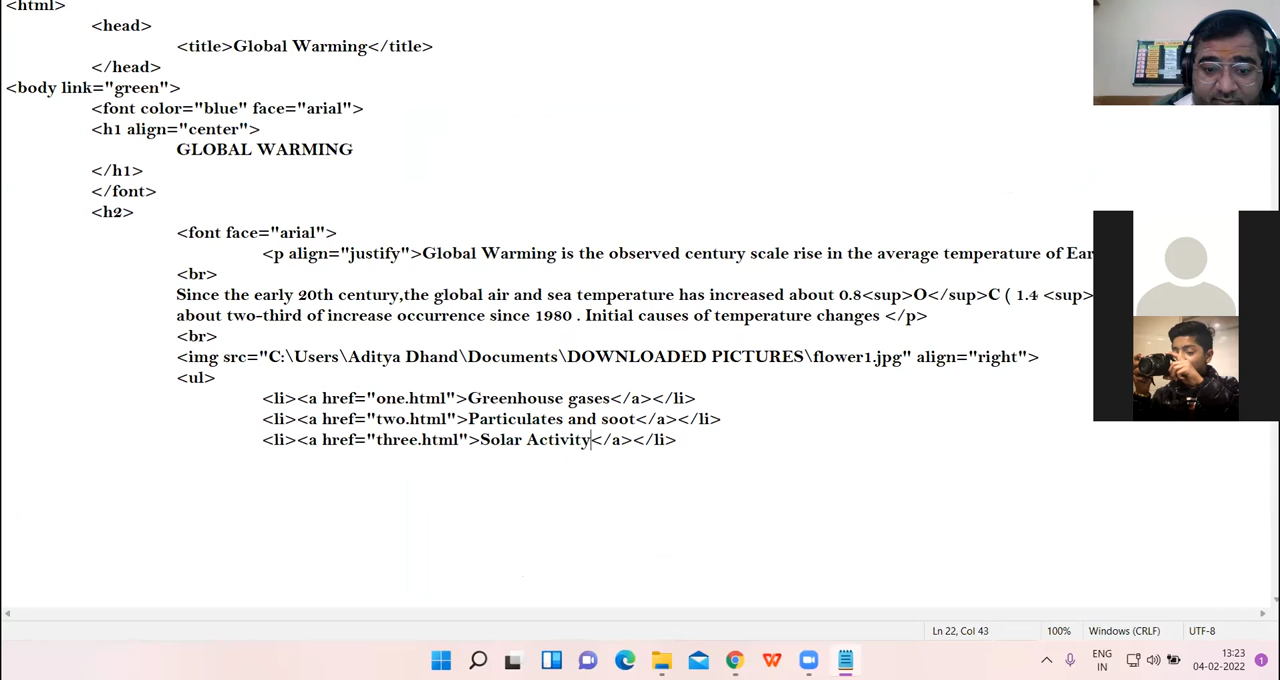 <html>
<head>
<title>Global Warming</title>
</head>
<body link="green">
<font color="blue" face="arial">
<h1 align="center">
GLOBAL WARMING
</h1>
</font>
<h2>
<font face="arial">
<p align="justify">Global Warming is the observed century scale rise in the average temperature of Ear
<br>
Since the early 20th century,the global air and sea temperature has increased about 0.8<sup>O</sup>C ( 1.4 <sup>
about two-third of increase occurrence since 1980 . Initial causes of temperature changes </p>
<br>
<img src="C:\Users\Aditya Dhand\Documents\DOWNLOADED PICTURES\flower1.jpg" align="right">
<ul>
<li><a href="one.html">Greenhouse gases</a></li>
<li><a href="two.html">Particulates and soot</a></li>
<li><a href="three.html">Solar Activity</a></li>
Ln 22, Col 43
100%
Windows (CRLF)
UTF-8
ENG
IN
13:23
04-02-2022
1